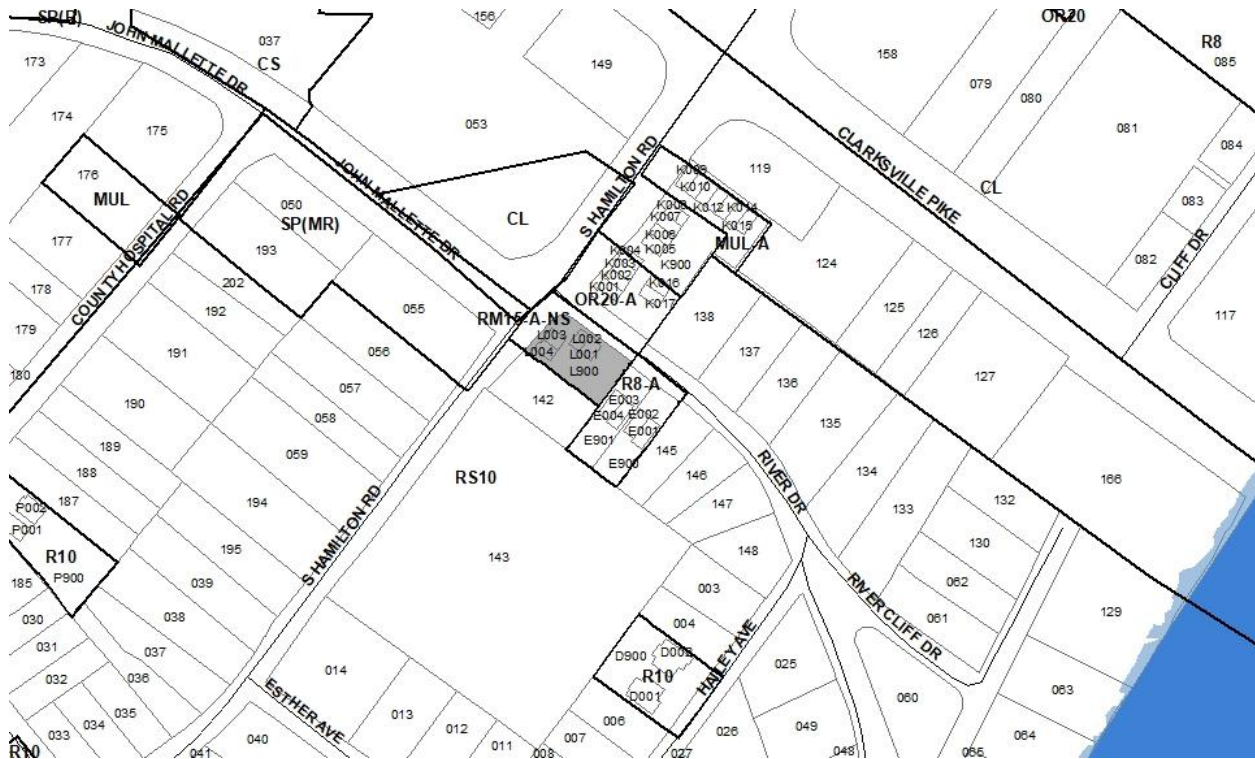 SP(R)
JOHN MALLETTE DR
037
CS
156
149
158
OR20
R8
085
079
080
081
084
083
082
173
174
175
176
MUL
177
178
179
180
COUNTY HOSPITAL RD
053
JOHN MALLETTE DR
CL
S HAMILTON RD
CLARKSVILLE PIKE
CL
CLIFF DR
117
119
K009
K010
K008
K012
K014
K007
K015
K006
MUL-A
K005
K004
K900
K003
K002
K016
K001
K017
OR20-A
124
125
126
127
050
SP(MR)
193
202
192
055
191
056
190
057
058
189
059
188
187
194
195
P002
P001
R10
P900
185
030
031
032
033
034
035
036
037
038
039
RM15-A-NS
L003
L002
L004
L001
L900
142
R8-A
E003
E002
E004
E001
E901
E900
138
137
136
135
134
133
132
130
062
061
145
146
147
148
RIVER DR
RIVER CLIFF DR
166
129
RS10
S HAMILTON RD
143
003
004
D900
D002
R10
D001
HAILEY AVE
025
026
027
049
048
060
063
064
065
014
013
012
011
008
007
006
ESTHER AVE
040
041
R10